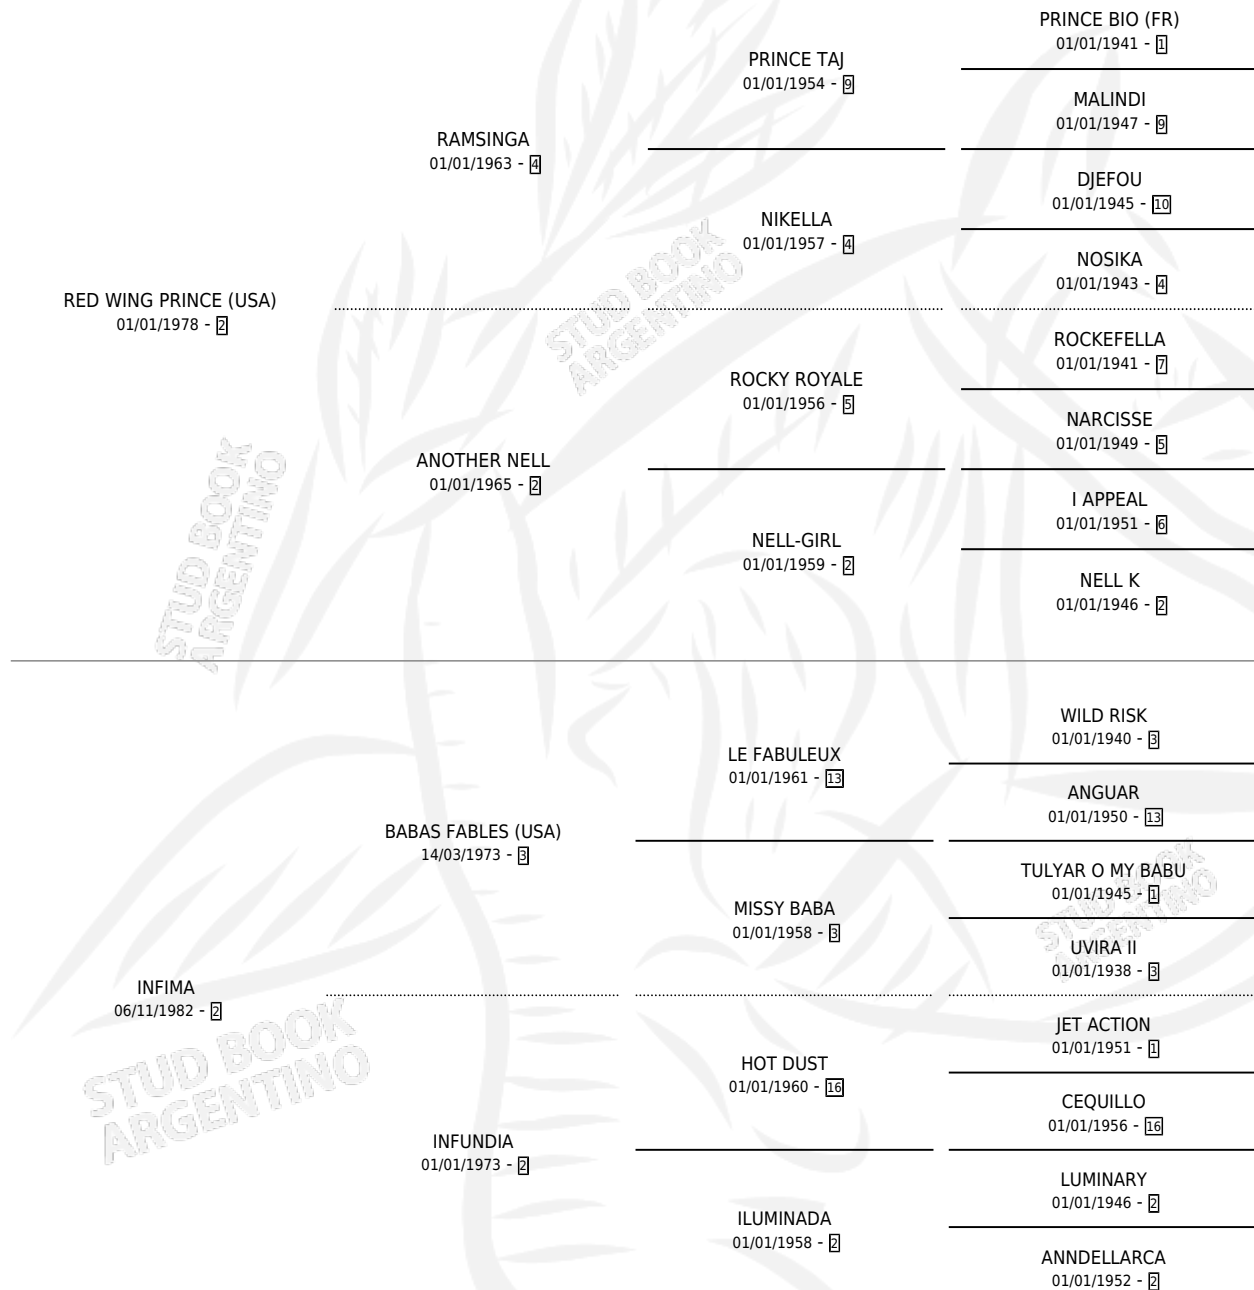 PRINCE BIO (FR)
01/01/1941 - 1
PRINCE TAJ
01/01/1954 - 9
MALINDI
01/01/1947 - 9
RAMSINGA
01/01/1963 - 4
DJEFOU
01/01/1945 - 10
NIKELLA
01/01/1957 - 4
NOSIKA
01/01/1943 - 4
RED WING PRINCE (USA)
01/01/1978 - 2
ROCKEFELLA
01/01/1941 - 7
ROCKY ROYALE
01/01/1956 - 5
NARCISSE
01/01/1949 - 5
ANOTHER NELL
01/01/1965 - 2
I APPEAL
01/01/1951 - 6
NELL-GIRL
01/01/1959 - 2
NELL K
01/01/1946 - 2
WILD RISK
01/01/1940 - 3
LE FABULEUX
01/01/1961 - 13
ANGUAR
01/01/1950 - 13
BABAS FABLES (USA)
14/03/1973 - 3
TULYAR O MY BABU
01/01/1945 - 1
MISSY BABA
01/01/1958 - 3
UVIRA II
01/01/1938 - 3
INFIMA
06/11/1982 - 2
JET ACTION
01/01/1951 - 1
HOT DUST
01/01/1960 - 16
CEQUILLO
01/01/1956 - 16
INFUNDIA
01/01/1973 - 2
LUMINARY
01/01/1946 - 2
ILUMINADA
01/01/1958 - 2
ANNDELLARCA
01/01/1952 - 2
STUD BOOK
ARGENTINO
STUD BOOK
ARGENTINO
STUD BOOK
ARGENTINO
STUD BOOK
ARGENTINO